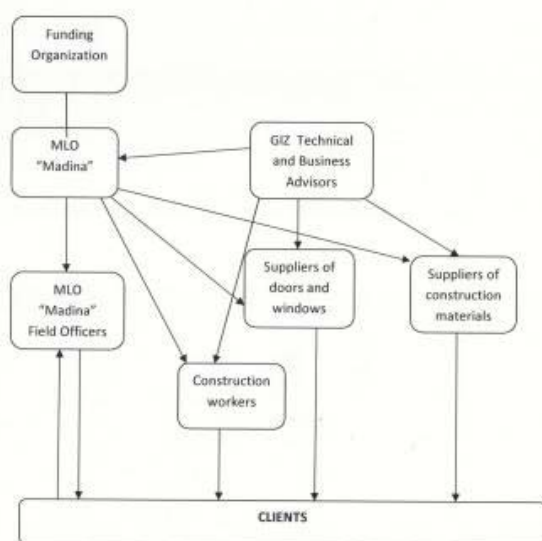 Funding
Organization
MLO
"Madina"
GIZ Technical
and Business
Advisors
MLO
"Madina"
Field Officers
Suppliers of
doors and
windows
Suppliers of
construction
materials
Construction
workers
CLIENTS